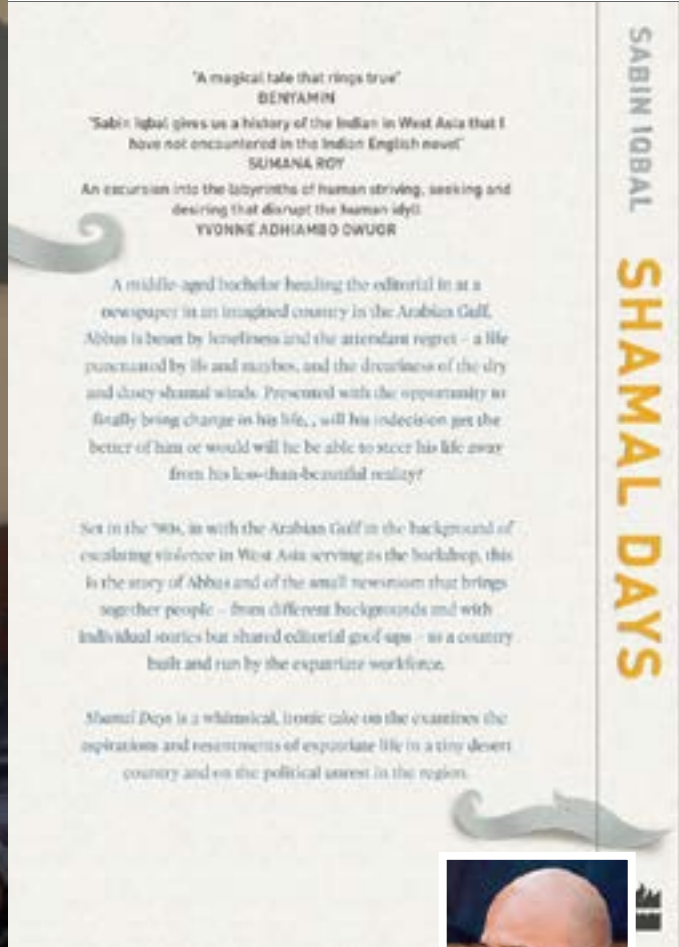 "A magical tale that rings true"
BENYAMIN
"Sabin Iqbal gives us a history of the Indian in West Asia that I
have not encountered in the Indian English novel"
SUMANA ROY
An excursion into the labyrinths of human striving, seeking and
desiring that disrupt the human idyll
YVONNE ADHIAMBO OWUOR
A middle-aged bachelor heading the editorial in at a
newspaper in an imagined country in the Arabian Gulf,
Abbas is beset by loneliness and the attendant regret – a life
punctuated by ifs and maybes, and the dreariness of the dry
and dusty shamal winds. Presented with the opportunity to
finally bring change in his life, , will his indecision get the
better of him or would will he be able to steer his life away
from his less-than-beautiful reality?
Set in the '90s, in with the Arabian Gulf in the background of
escalating violence in West Asia serving as the backdrop, this
is the story of Abbas and of the small newsroom that brings
together people – from different backgrounds and with
individual stories but shared editorial goof-ups – to a country
built and run by the expatriate workforce.
Shamal Days is a whimsical, ironic take on the examines the
aspirations and resentments of expatriate life in a tiny desert
country and on the political unrest in the region.
SABIN IQBAL
SHAMAL DAYS